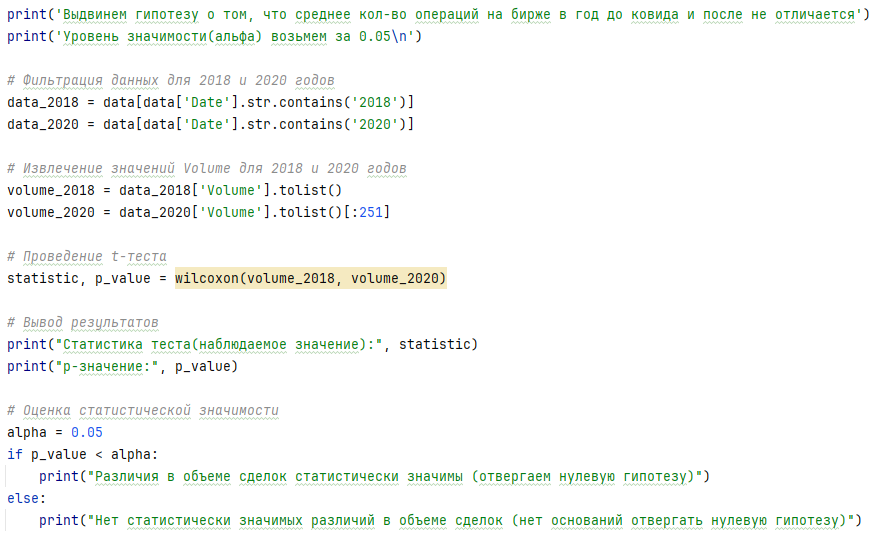 print('Выдвинем гипотезу о том, что среднее кол-во операций на бирже в год до ковида и после не отличается')
print('Уровень значимости(альфа) возьмем за 0.05\n')
# Фильтрация данных для 2018 и 2020 годов
data_2018 = data[data['Date'].str.contains('2018')]
data_2020 = data[data['Date'].str.contains('2020')]
# Извлечение значений Volume для 2018 и 2020 годов
volume_2018 = data_2018['Volume'].tolist()
volume_2020 = data_2020['Volume'].tolist()[:251]
# Проведение t-теста
statistic, p_value = wilcoxon(volume_2018, volume_2020)
# Вывод результатов
print("Статистика теста(наблюдаемое значение):", statistic)
print("p-значение:", p_value)
# Оценка статистической значимости
alpha = 0.05
if p_value < alpha:
    print("Различия в объеме сделок статистически значимы (отвергаем нулевую гипотезу)")
else:
    print("Нет статистически значимых различий в объеме сделок (нет оснований отвергать нулевую гипотезу)")